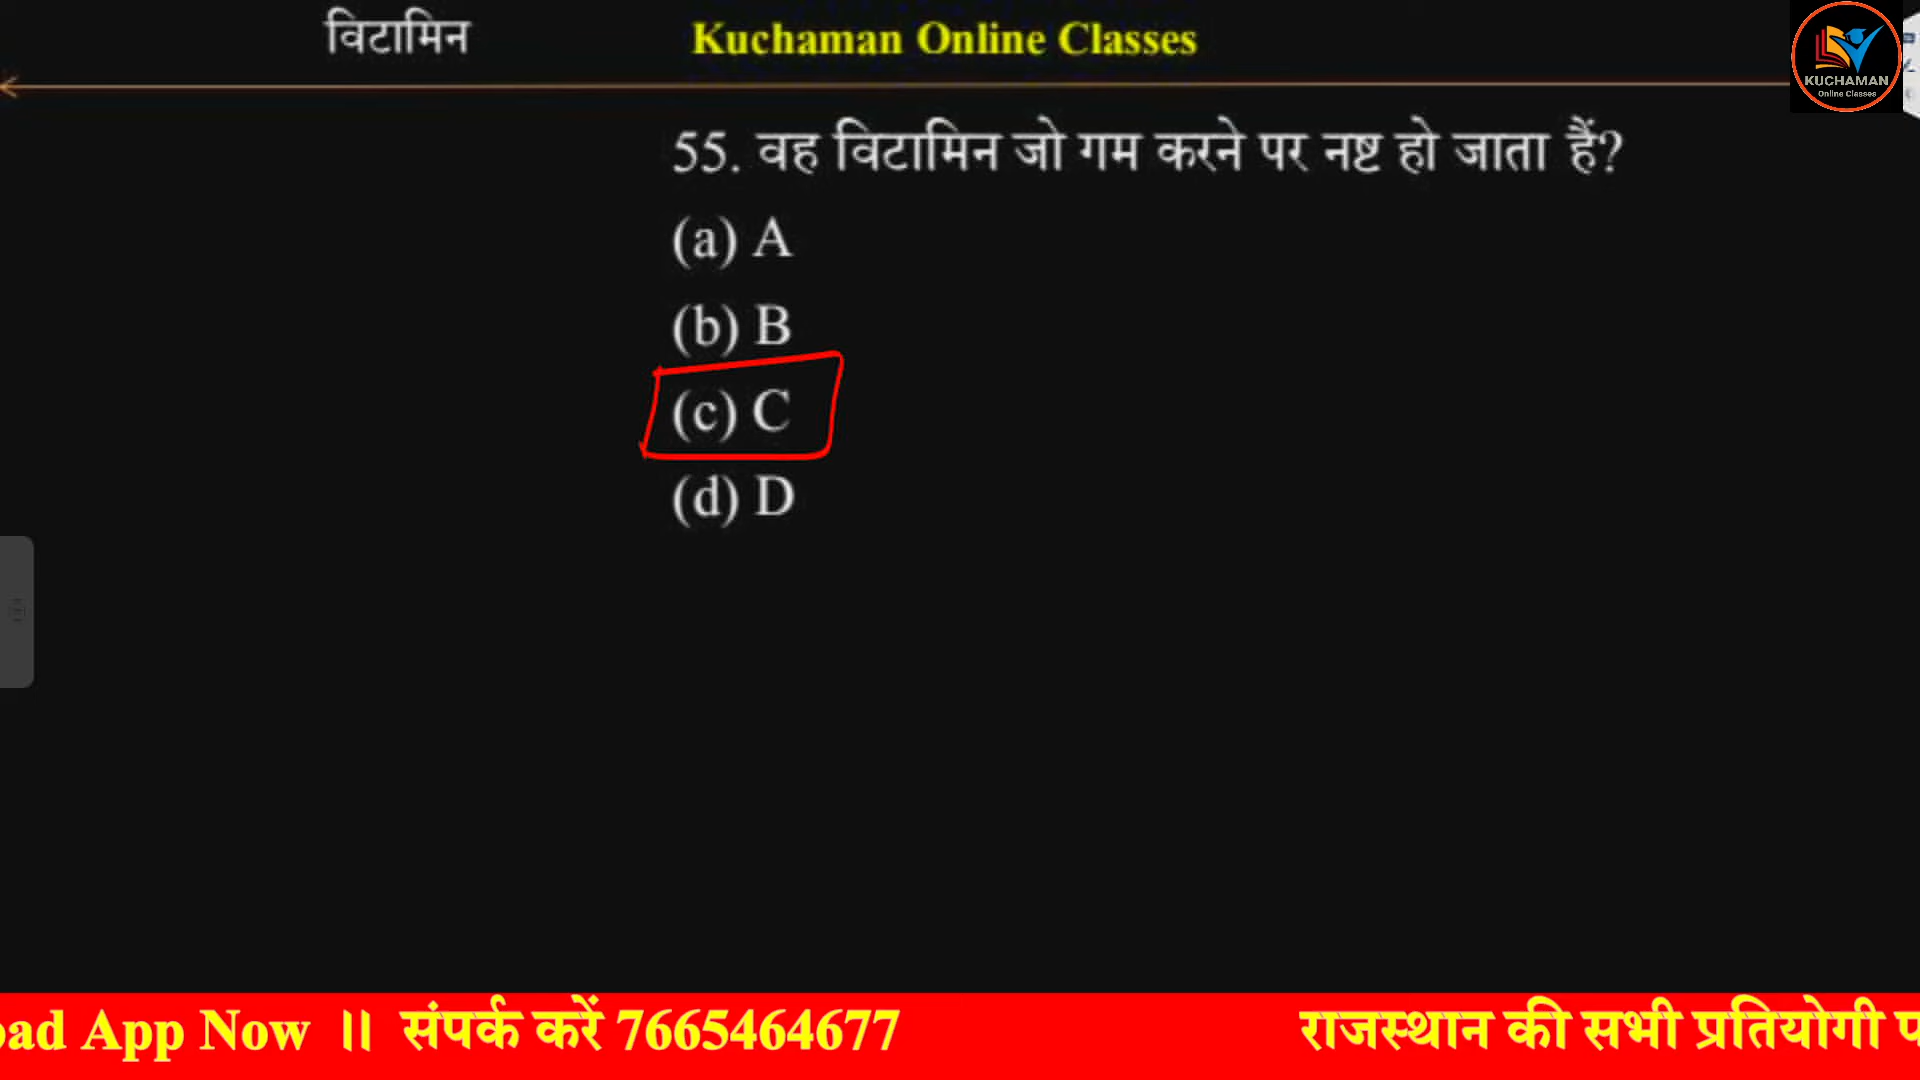 विटामिन
Kuchaman Online Classes
KUCHAMAN
Online Classes
55. वह विटामिन जो गम करने पर नष्ट हो जाता हैं?
(a) A
(b) B
(c) C
(d) D
App Now ।। संपर्क करें 7665464677
राजस्थान की सभी प्रतियोगी